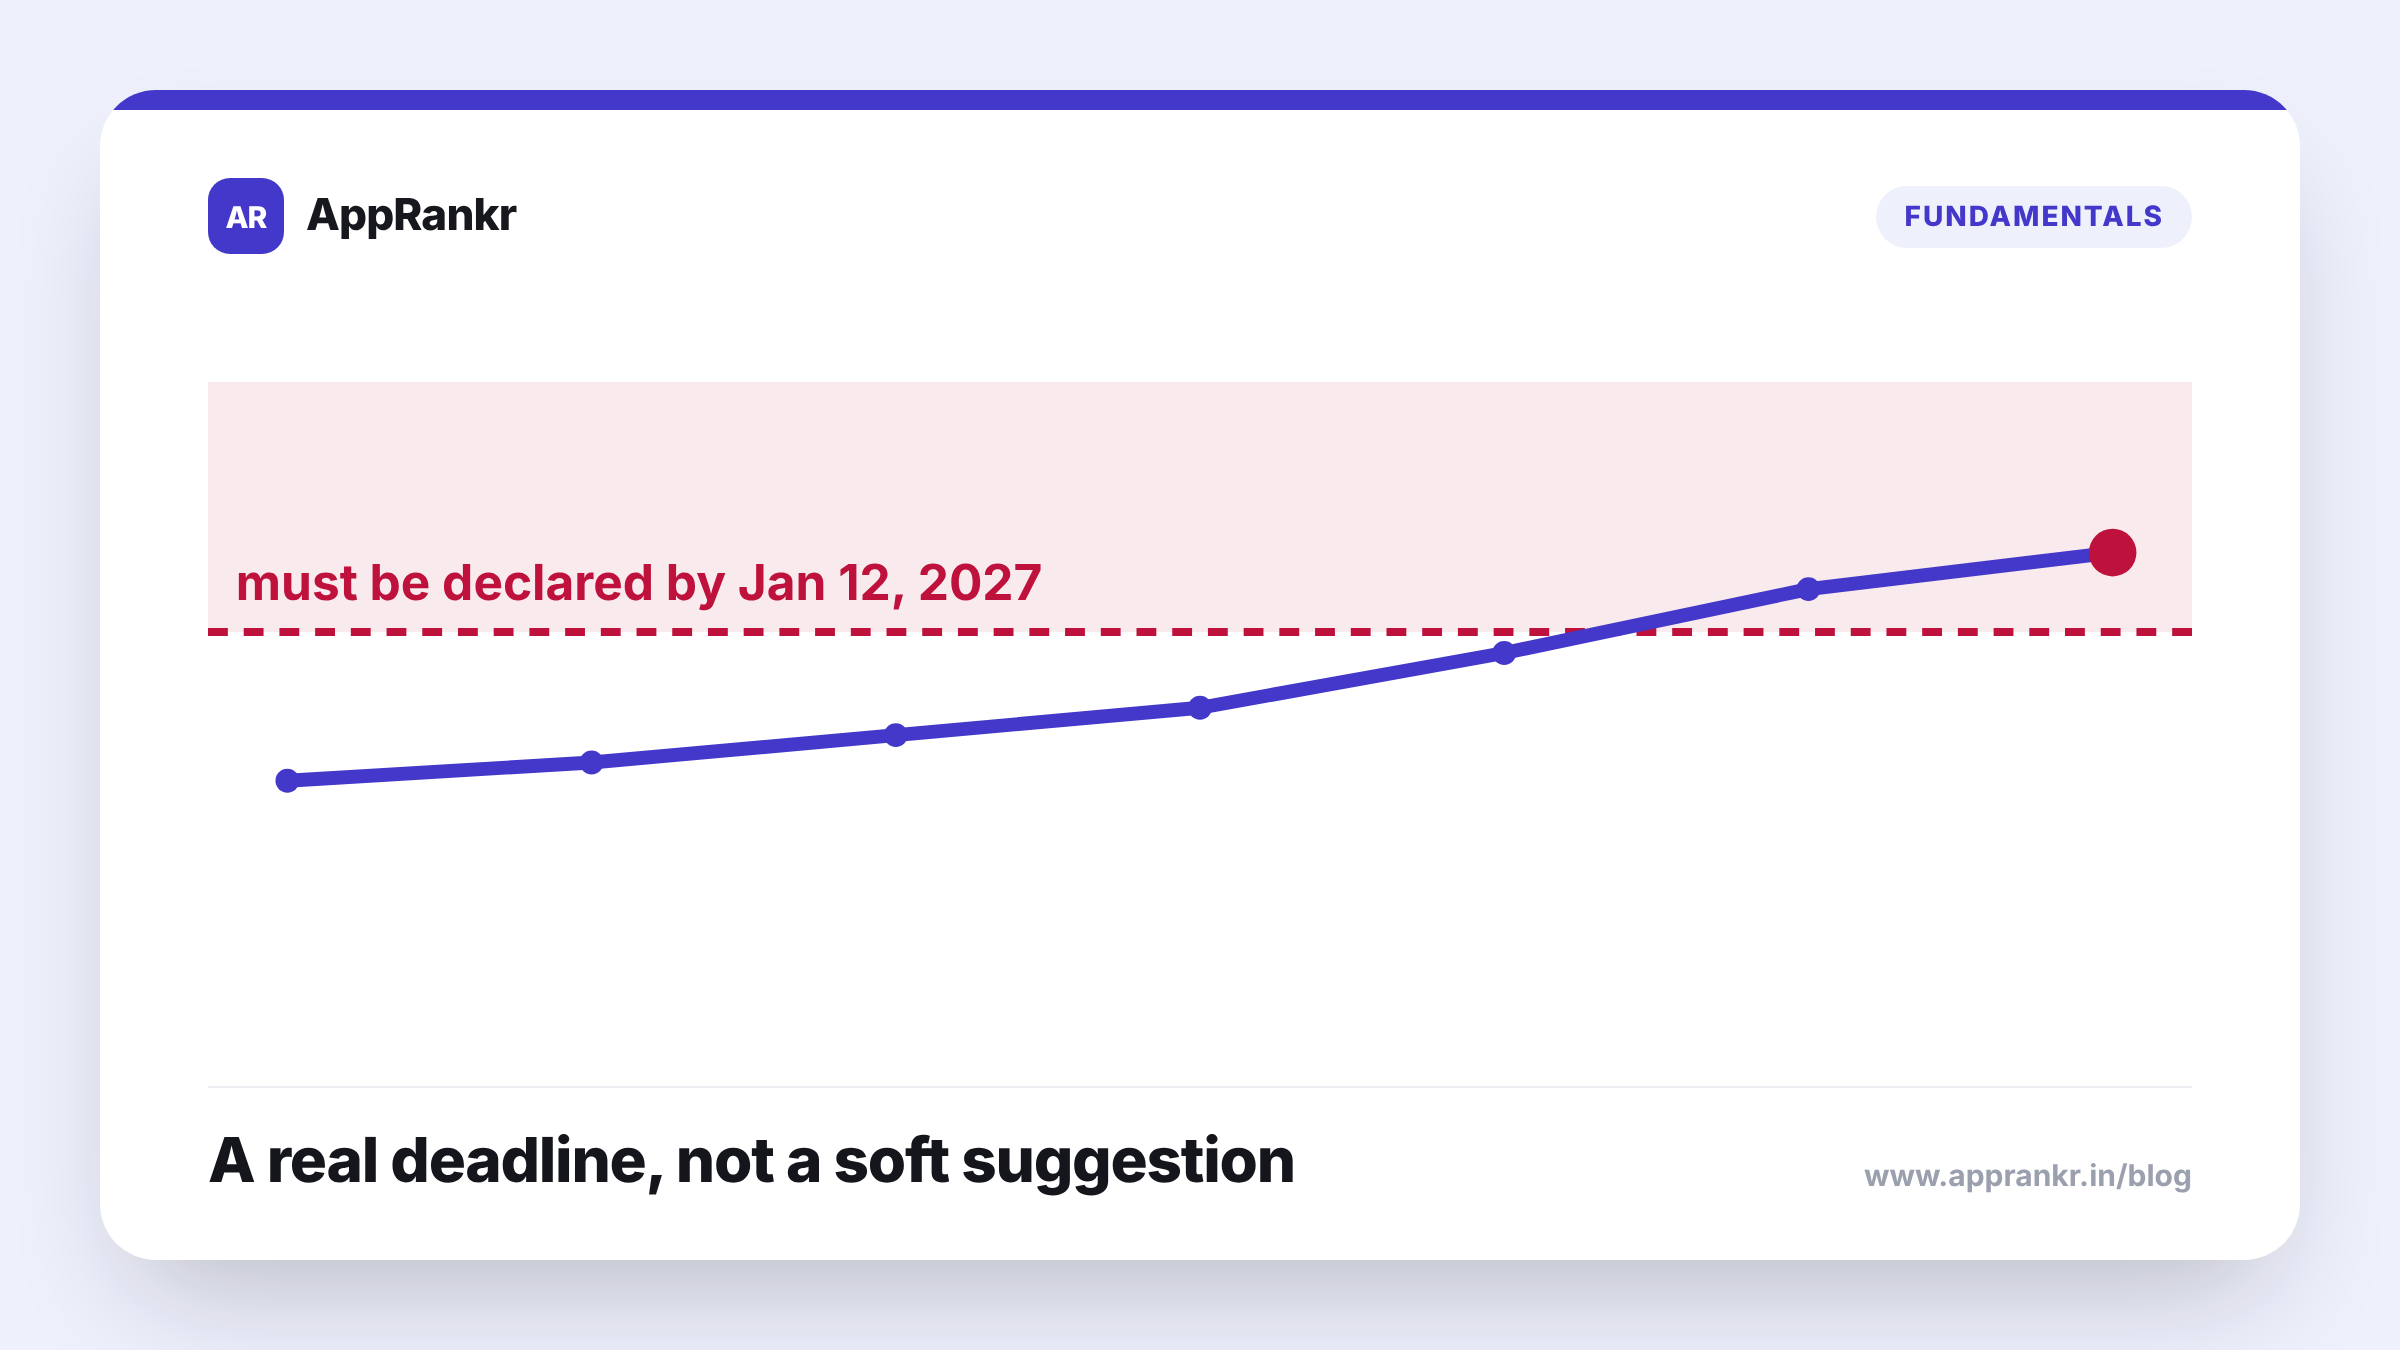 AR AppRankr
FUNDAMENTALS
must be declared by Jan 12, 2027
A real deadline, not a soft suggestion
www.apprankr.in/blog